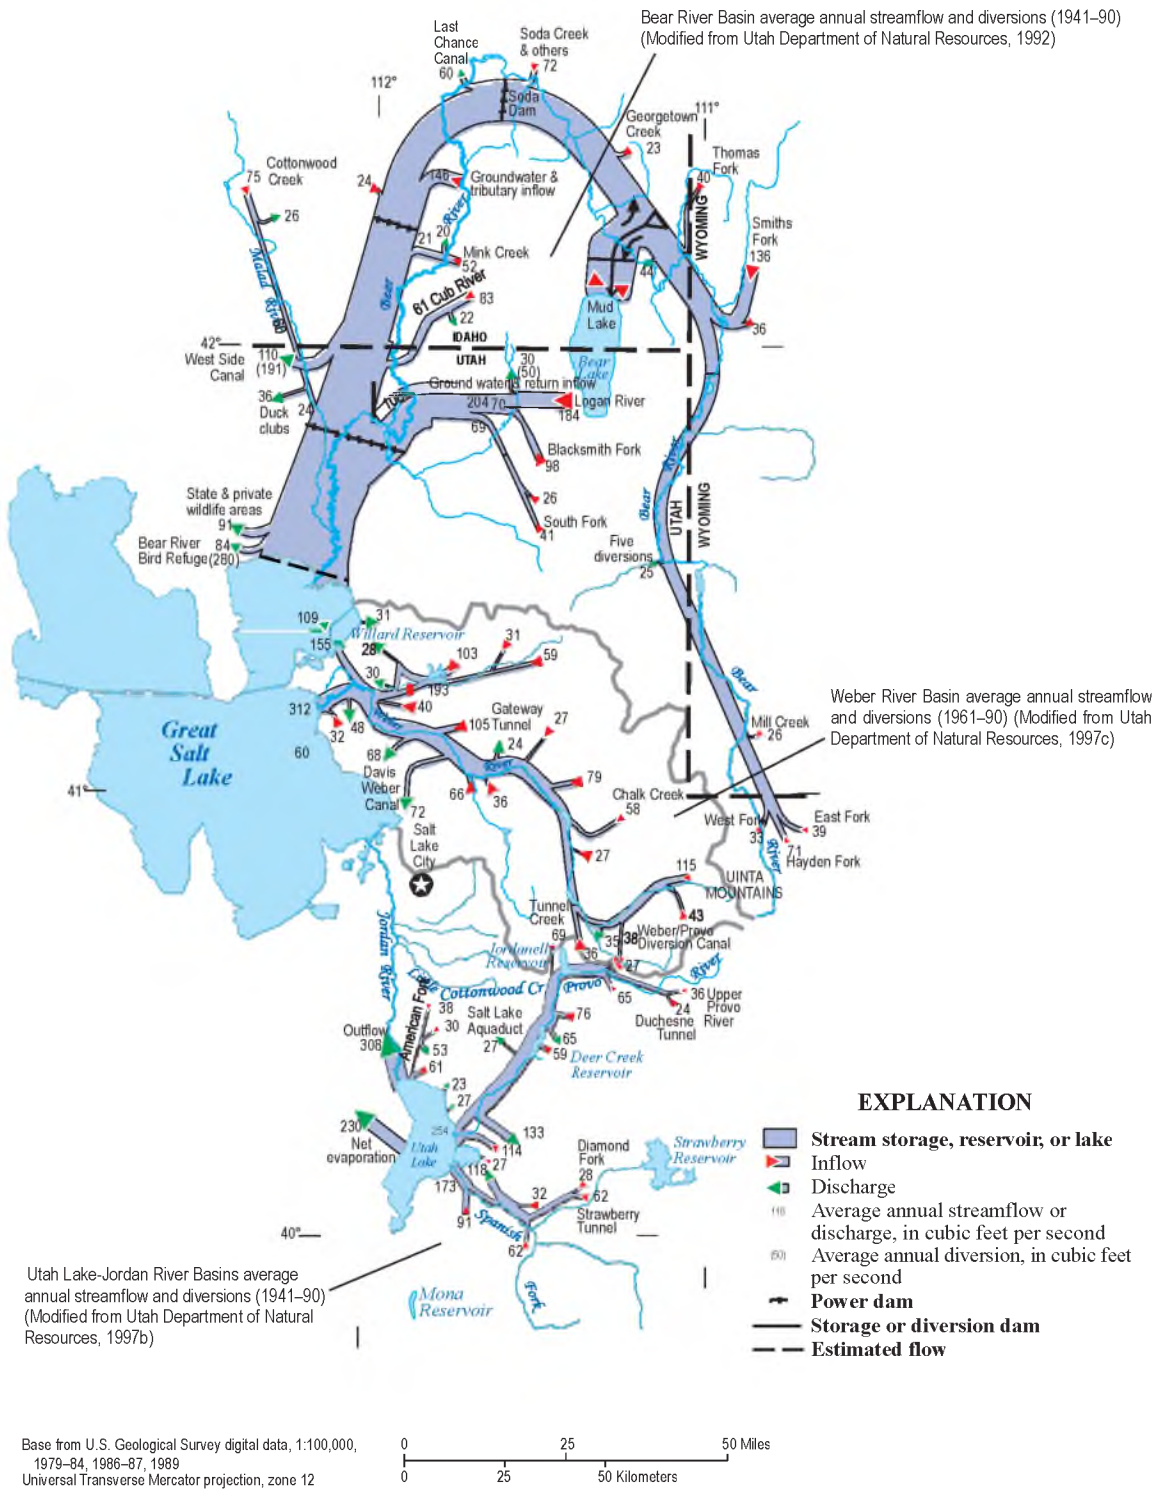 Bear River Basin average annual streamflow and diversions (1941–90)
(Modified from Utah Department of Natural Resources, 1992)
Last
Chance
Canal
60
Soda Creek
& others
72
112°
Soda
Dam
111°
Georgetown
Creek
23
Thomas
Fork
40
Cottonwood
Creek
75
26
24
146
Groundwater &
tributary inflow
River
WYOMING
Smiths
Fork
136
21
20
Mink Creek
52
44
Malad River
Bear
61 Cub River
83
22
Mud
Lake
36
42°
IDAHO
UTAH
West Side
Canal
110
(191)
30
(50)
Bear
Lake
Ground water & return inflow
36
Duck
clubs
24
204
70
Logan River
184
69
Blacksmith Fork
98
26
South Fork
41
Bear
River
UTAH
WYOMING
State & private
wildlife areas
91
Bear River
Bird Refuge
84
(280)
Five
diversions
25
109
155
31
Willard Reservoir
28
103
31
59
30
193
40
Bear
312
32
48
Weber
105
Gateway
Tunnel
27
Weber River Basin average annual streamflow
and diversions (1961–90) (Modified from Utah
Department of Natural Resources, 1997c)
Great
Salt
Lake
60
68
Davis
Weber
Canal
72
24
River
Mill Creek
26
41°
66
36
79
Chalk Creek
58
West Fork
33
East Fork
39
71
Hayden Fork
River
Salt
Lake
City
27
115
UINTA
MOUNTAINS
Tunnel
Creek
69
43
35
38
Weber/Provo
Diversion Canal
36
27
Jordan River
Jordanell
Reservoir
Little
Cottonwood Cr
Provo
River
65
36
Upper
Provo
River
24
Duchesne
Tunnel
American Fork
38
30
53
61
Outflow
308
Salt Lake
Aquaduct
27
76
65
59
Deer Creek
Reservoir
23
27
230
Net
evaporation
254
Utah
Lake
133
114
27
118
173
91
Spanish
32
Diamond
Fork
28
62
Strawberry
Tunnel
Strawberry
Reservoir
62
Fork
40°
Mona
Reservoir
Utah Lake-Jordan River Basins average
annual streamflow and diversions (1941–90)
(Modified from Utah Department of Natural
Resources, 1997b)
EXPLANATION
Stream storage, reservoir, or lake
Inflow
Discharge
118
Average annual streamflow or
discharge, in cubic feet per second
(50)
Average annual diversion, in cubic feet
per second
Power dam
Storage or diversion dam
Estimated flow
Base from U.S. Geological Survey digital data, 1:100,000,
1979–84, 1986–87, 1989
Universal Transverse Mercator projection, zone 12
0 25 50 Miles
0 25 50 Kilometers